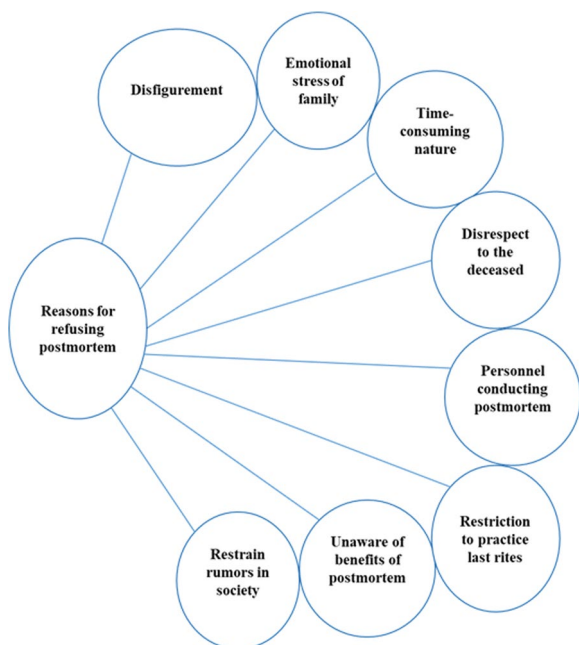 Disfigurement
Emotional
stress of
family
Time-
consuming
nature
Disrespect
to the
deceased
Reasons for
refusing
postmortem
Personnel
conducting
postmortem
Restriction
to practice
last rites
Unaware of
benefits of
postmortem
Restrain
rumors in
society